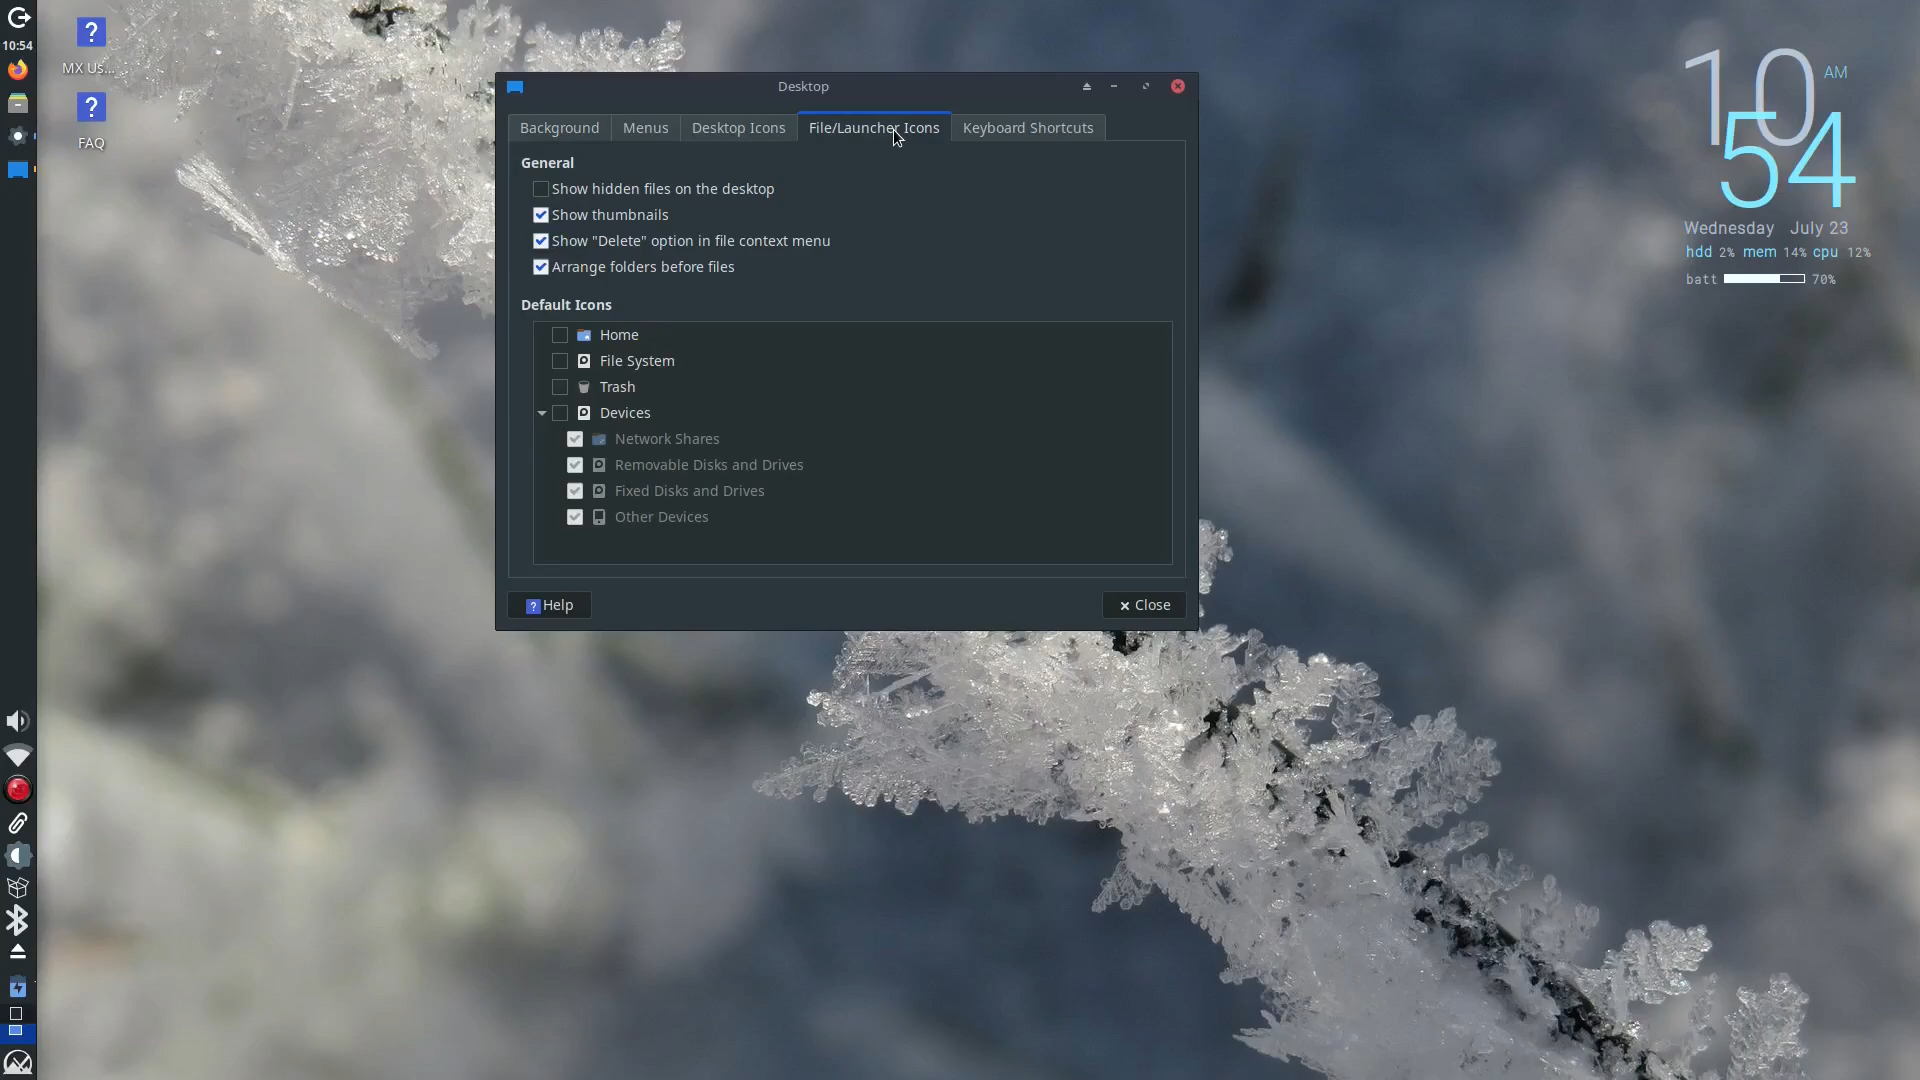 10:54
MX Us...
FAQ
Desktop
Background
Menus
Desktop Icons
File/Launcher Icons
Keyboard Shortcuts
General
Show hidden files on the desktop
Show thumbnails
Show "Delete" option in file context menu
Arrange folders before files
Default Icons
Home
File System
Trash
Devices
Network Shares
Removable Disks and Drives
Fixed Disks and Drives
Other Devices
? Help
Close
10 AM
54
Wednesday July 23
hdd 2% mem 14% cpu 12%
batt 70%